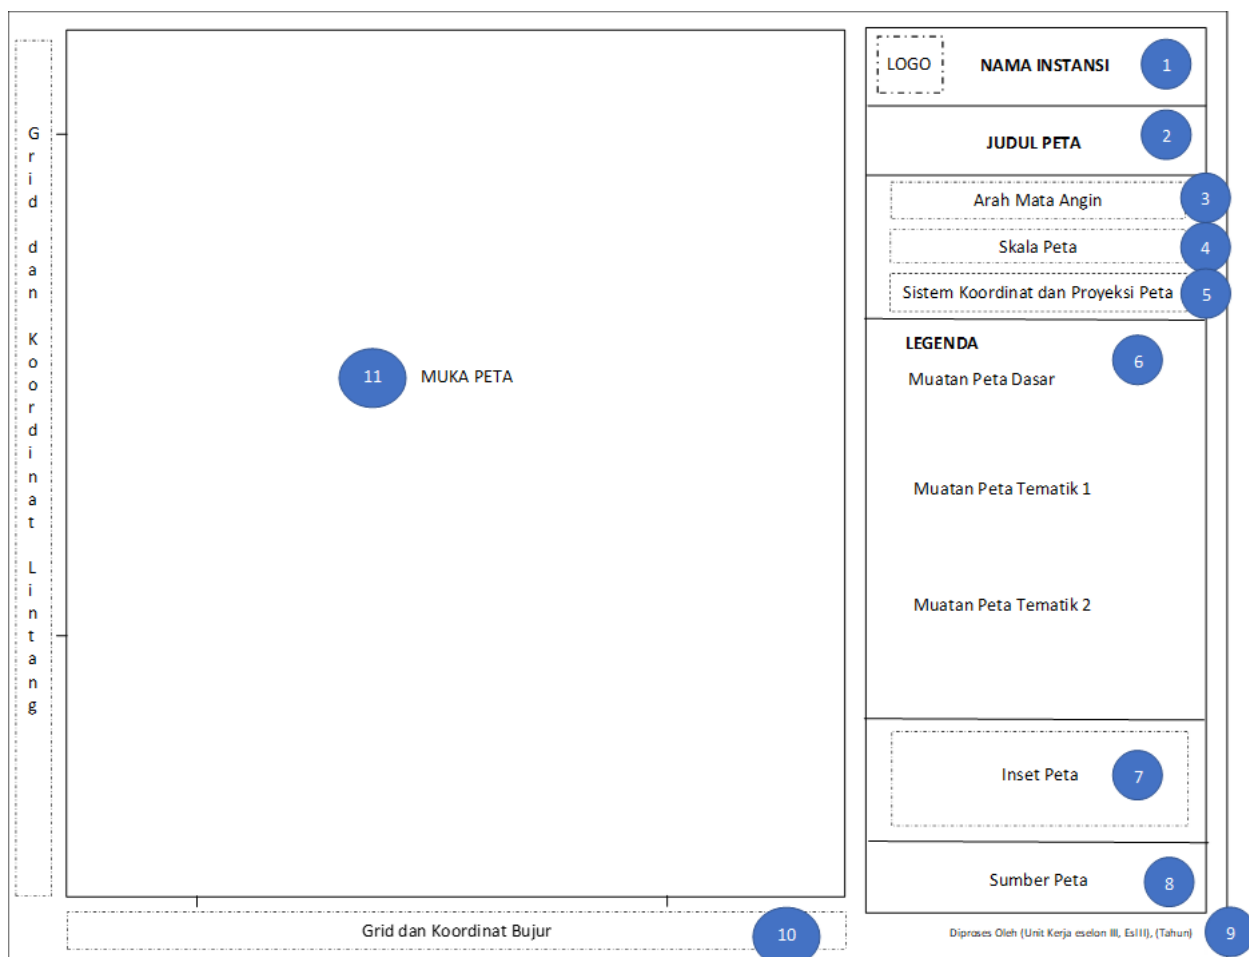 LOGO
NAMA INSTANSI
1
JUDUL PETA
2
Arah Mata Angin
3
Skala Peta
4
Sistem Koordinat dan Proyeksi Peta
5
LEGENDA
6
Muatan Peta Dasar
Muatan Peta Tematik 1
Muatan Peta Tematik 2
Inset Peta
7
Sumber Peta
8
Diproses Oleh (Unit Kerja eselon III, EsIII), (Tahun)
9
Grid dan Koordinat Bujur
10
11
MUKA PETA
Grid dan Koordinat Lintang